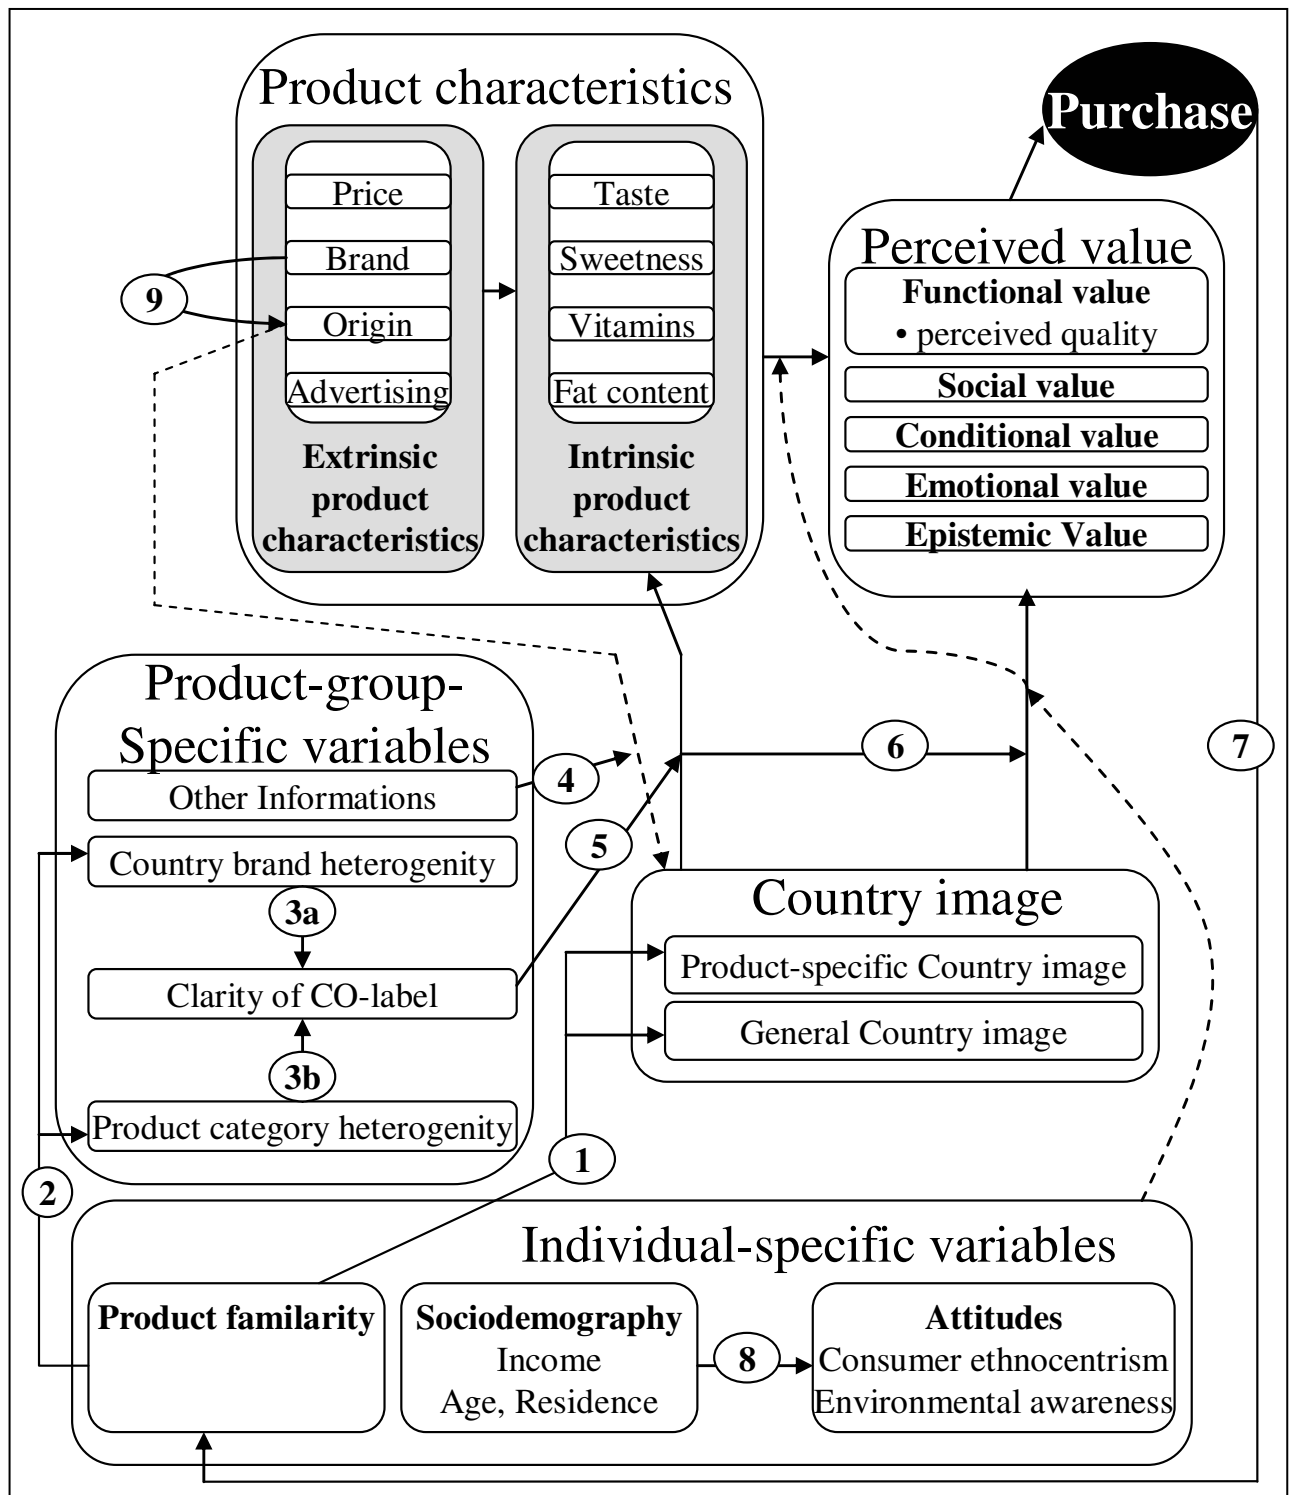 Product characteristics
Price
Brand
Origin
Advertising
Extrinsic
product
characteristics
Taste
Sweetness
Vitamins
Fat content
Intrinsic
product
characteristics
9
Purchase
Perceived value
Functional value
• perceived quality
Social value
Conditional value
Emotional value
Epistemic Value
Product-group-
Specific variables
Other Informations
Country brand heterogenity
3a
Clarity of CO-label
3b
Product category heterogenity
4
5
6
7
Country image
Product-specific Country image
General Country image
1
2
Individual-specific variables
Product familarity
Sociodemography
Income
Age, Residence
8
Attitudes
Consumer ethnocentrism
Environmental awareness